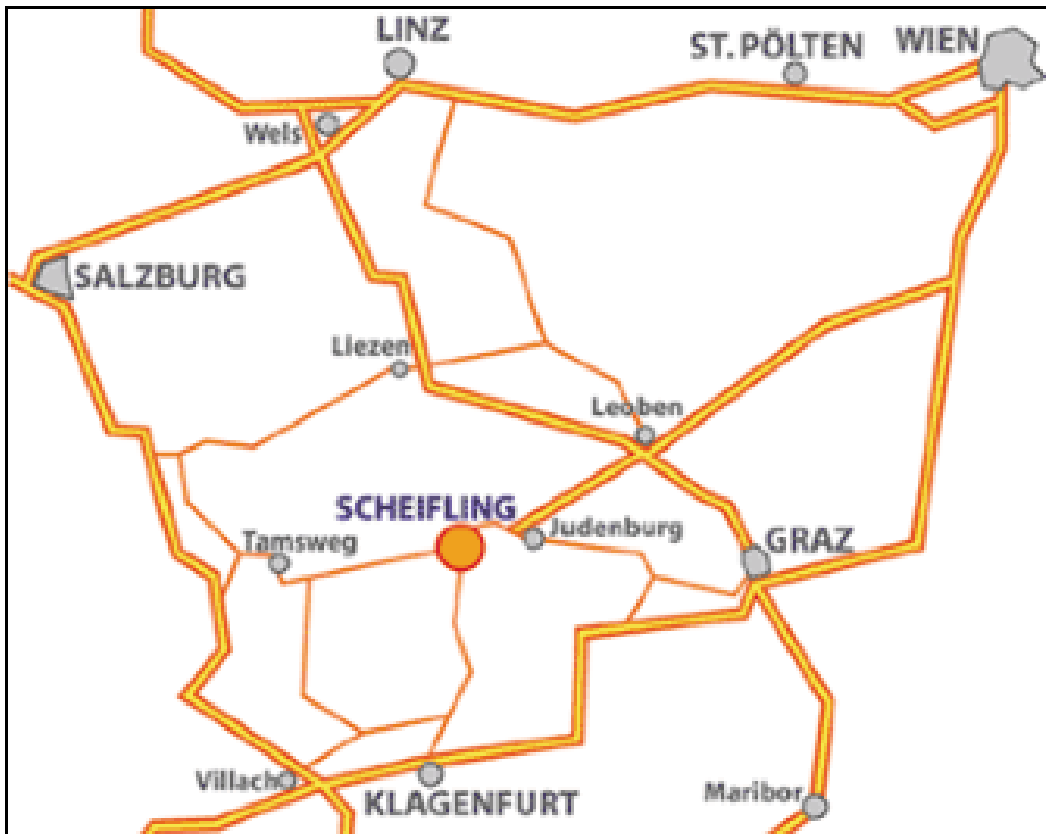 LINZ
ST. PÖLTEN
WIEN
Wels
SALZBURG
Liezen
Leoben
SCHEIFLING
Judenburg
Tamsweg
GRAZ
Villach
KLAGENFURT
Maribor